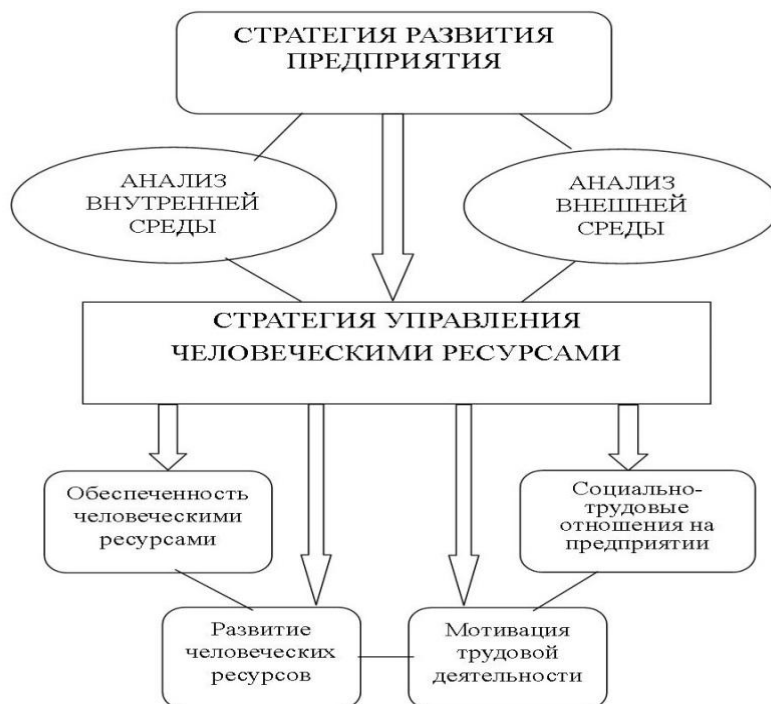 СТРАТЕГИЯ РАЗВИТИЯ
ПРЕДПРИЯТИЯ
АНАЛИЗ
ВНУТРЕННЕЙ
СРЕДЫ
АНАЛИЗ
ВНЕШНЕЙ
СРЕДЫ
СТРАТЕГИЯ УПРАВЛЕНИЯ
ЧЕЛОВЕЧЕСКИМИ РЕСУРСАМИ
Обеспеченность
человеческими
ресурсами
Социально-
трудовые
отношения на
предприятии
Развитие
человеческих
ресурсов
Мотивация
трудовой
деятельности